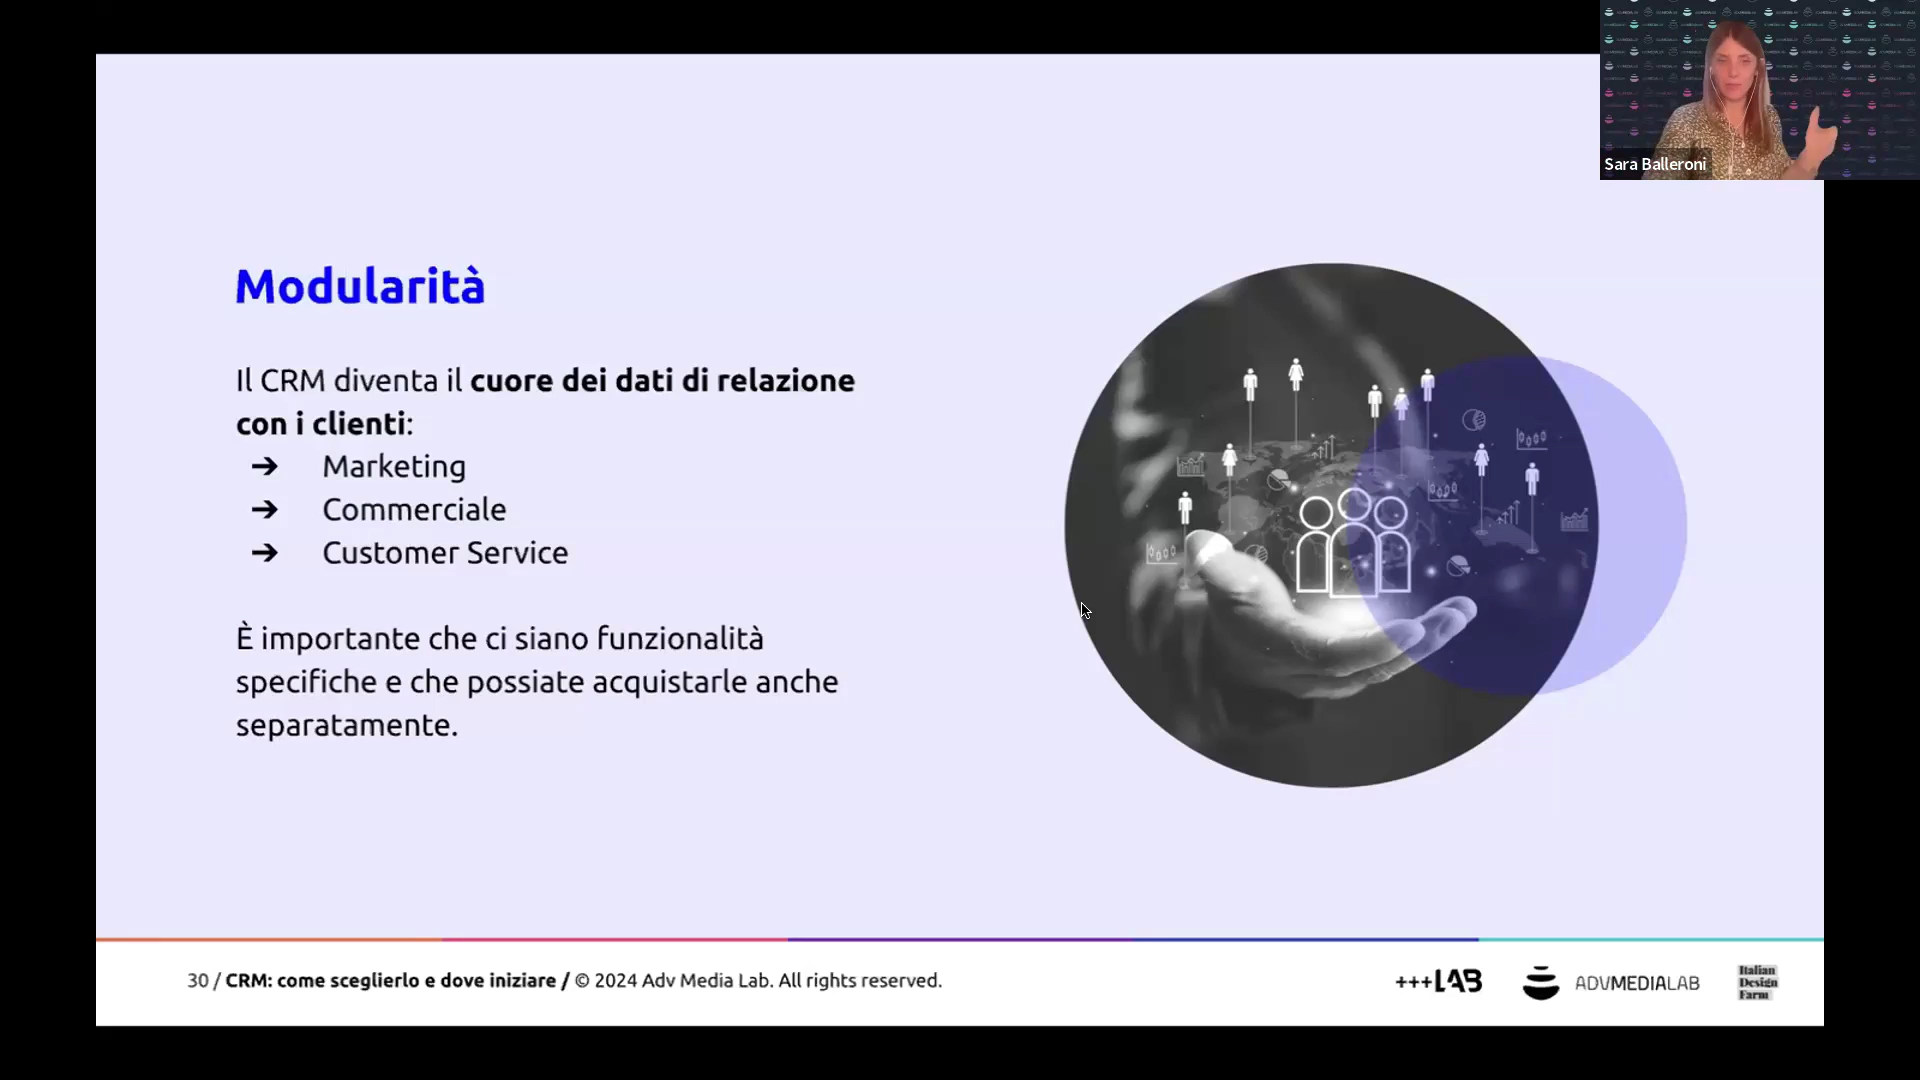 Sara Balleroni
Modularità
Il CRM diventa il cuore dei dati di relazione
con i clienti:
➔ Marketing
➔ Commerciale
➔ Customer Service
È importante che ci siano funzionalità
specifiche e che possiate acquistarle anche
separatamente.
30 / CRM: come sceglierlo e dove iniziare / © 2024 Adv Media Lab. All rights reserved.
+++LAB
ADVMEDIALAB
Italian
Design
Farm